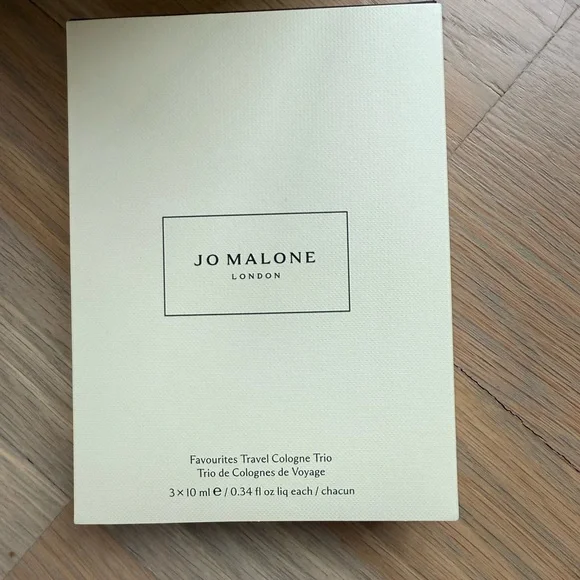 JO MALONE
LONDON
Favourites Travel Cologne Trio
Trio de Colognes de Voyage
3 × 10 ml ℮ / 0.34 fl oz liq each / chacun